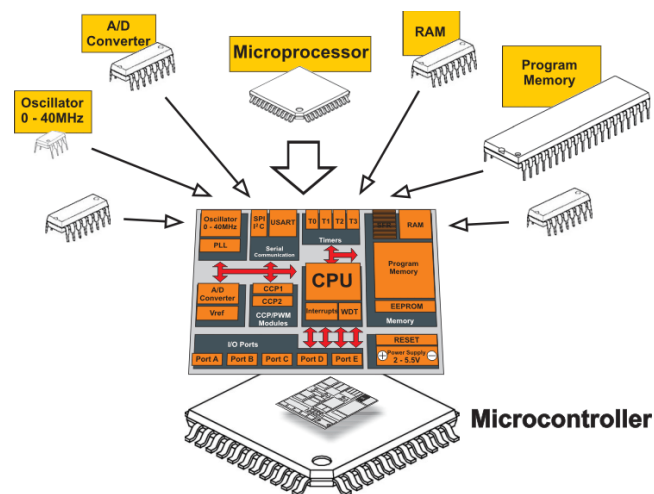 A/D
Converter
Microprocessor
RAM
Program
Memory
Oscillator
0 - 40MHz
Oscillator
0 - 40MHz
PLL
SPI
I²C
USART
Serial
Communication
T0
T1
T2
T3
Timers
RAM
Program
Memory
EEPROM
Memory
A/D
Converter
Vref
CCP1
CCP2
CCP/PWM
Modules
CPU
Interrupts
WDT
I/O Ports
Port A
Port B
Port C
Port D
Port E
RESET
Power Supply
2 - 5.5V
Microcontroller